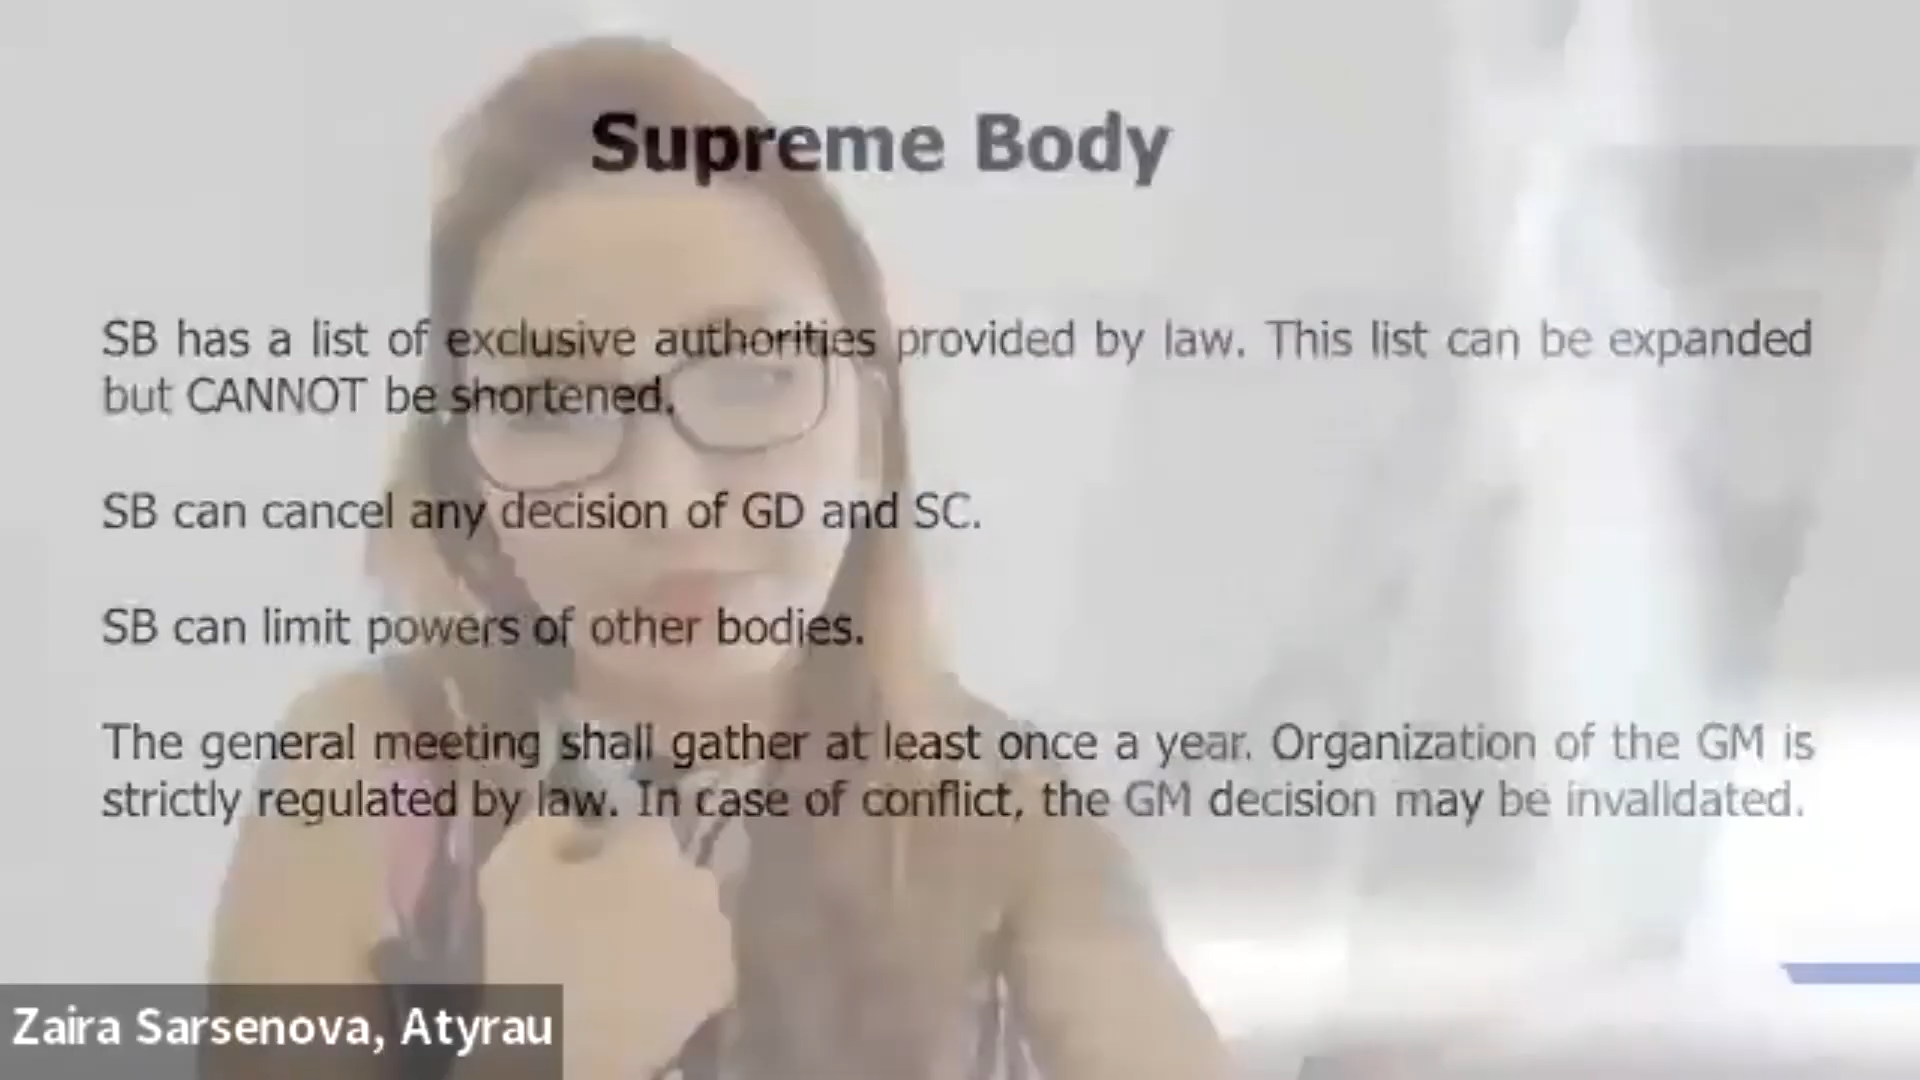 Supreme Body
SB has a list of exclusive authorities provided by law. This list can be expanded
but CANNOT be shortened.
SB can cancel any decision of GD and SC.
SB can limit powers of other bodies.
The general meeting shall gather at least once a year. Organization of the GM is
strictly regulated by law. In case of conflict, the GM decision may be invalidated.
Zaira Sarsenova, Atyrau